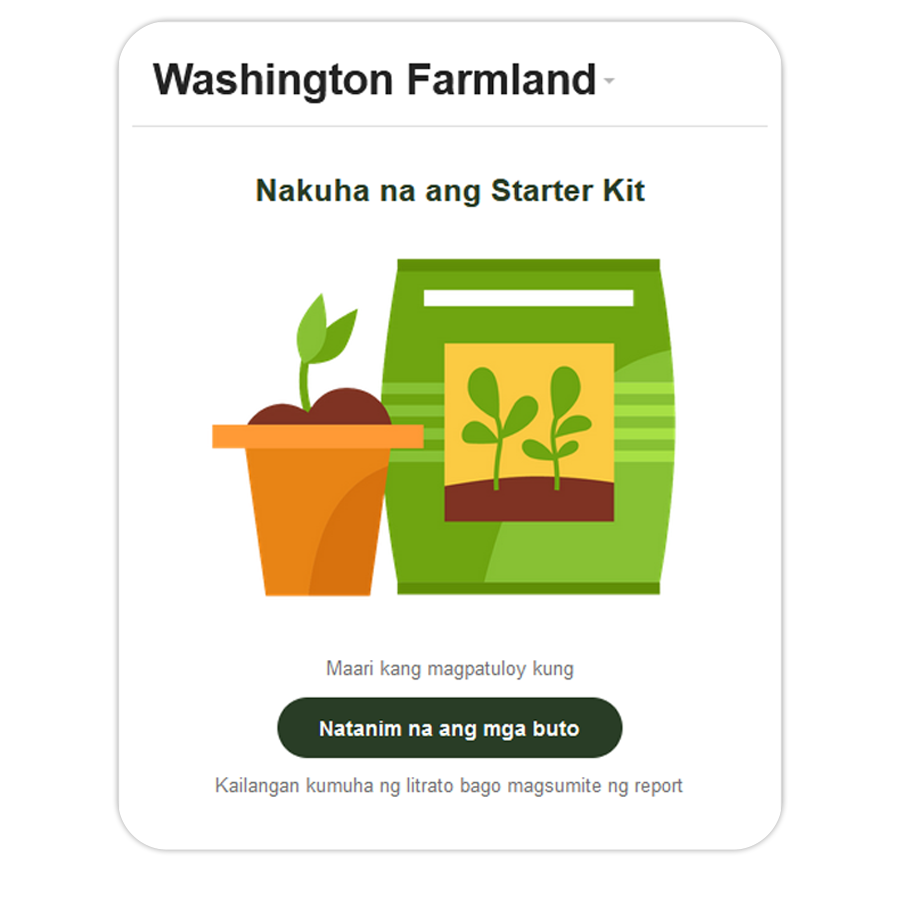 Washington Farmland
Nakuha na ang Starter Kit
Maari kang magpatuloy kung
Natanim na ang mga buto
Kailangan kumuha ng litrato bago magsumite ng report